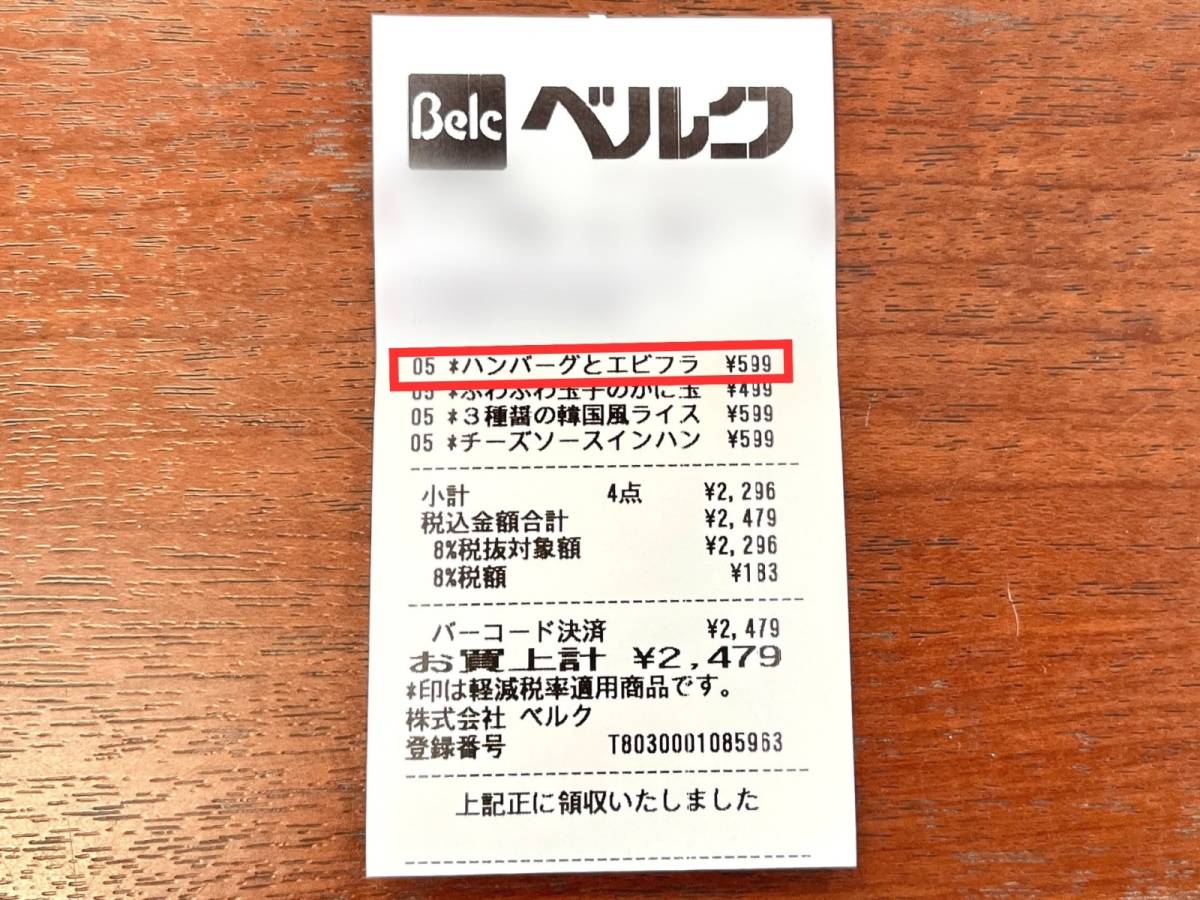 Belc ベルク
05 *ハンバーグとエビフラ ¥599
05 *ふわふわ玉子のかに玉 ¥499
05 *3種醤の韓国風ライス ¥599
05 *チーズソースインハン ¥599
小計 4点 ¥2,296
税込金額合計 ¥2,479
8%税抜対象額 ¥2,296
8%税額 ¥183
バーコード決済 ¥2,479
お買上計 ¥2,479
*印は軽減税率適用商品です。
株式会社 ベルク
登録番号 T8030001085963
上記正に領収いたしました